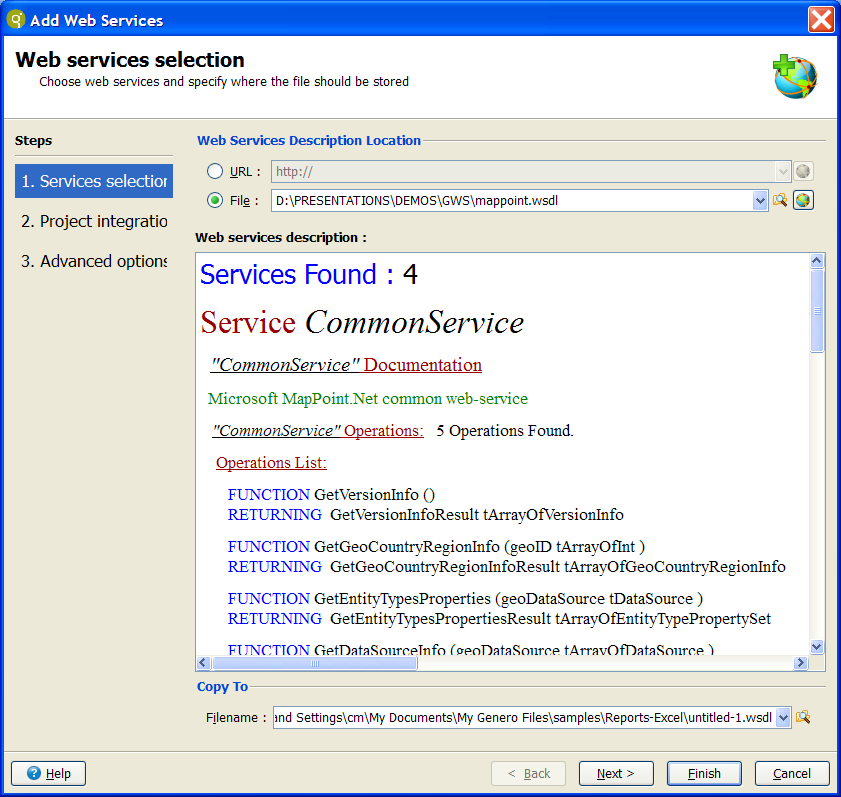 Add Web Services
Web services selection
Choose web services and specify where the file should be stored
Steps
1. Services selection
2. Project integratio
3. Advanced options
Web Services Description Location
URL : http://
File : D:\PRESENTATIONS\DEMOS\GWS\mappoint.wsdl
Web services description :
Services Found : 4
Service CommonService
"CommonService" Documentation
Microsoft MapPoint.Net common web-service
"CommonService" Operations: 5 Operations Found.
Operations List:
FUNCTION GetVersionInfo ()
RETURNING GetVersionInfoResult tArrayOfVersionInfo
FUNCTION GetGeoCountryRegionInfo (geoID tArrayOfInt )
RETURNING GetGeoCountryRegionInfoResult tArrayOfGeoCountryRegionInfo
FUNCTION GetEntityTypesProperties (geoDataSource tDataSource )
RETURNING GetEntityTypesPropertiesResult tArrayOfEntityTypePropertySet
FUNCTION GetDataSourceInfo (geoDataSource tArrayOfDataSource )
Copy To
Filename : and Settings\cm\My Documents\My Genero Files\samples\Reports-Excel\untitled-1.wsdl
Help
< Back
Next >
Finish
Cancel